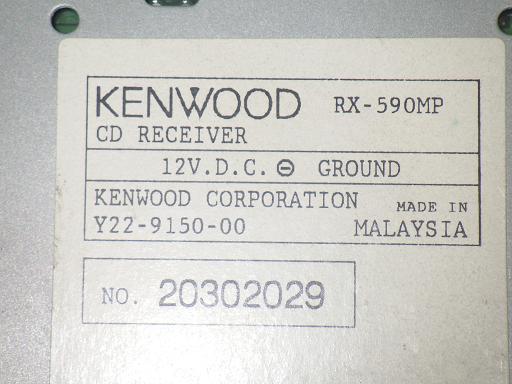 KENWOOD RX-590MP
CD RECEIVER
12V.D.C. ⊖ GROUND
KENWOOD CORPORATION MADE IN
Y22-9150-00 MALAYSIA
NO. 20302029